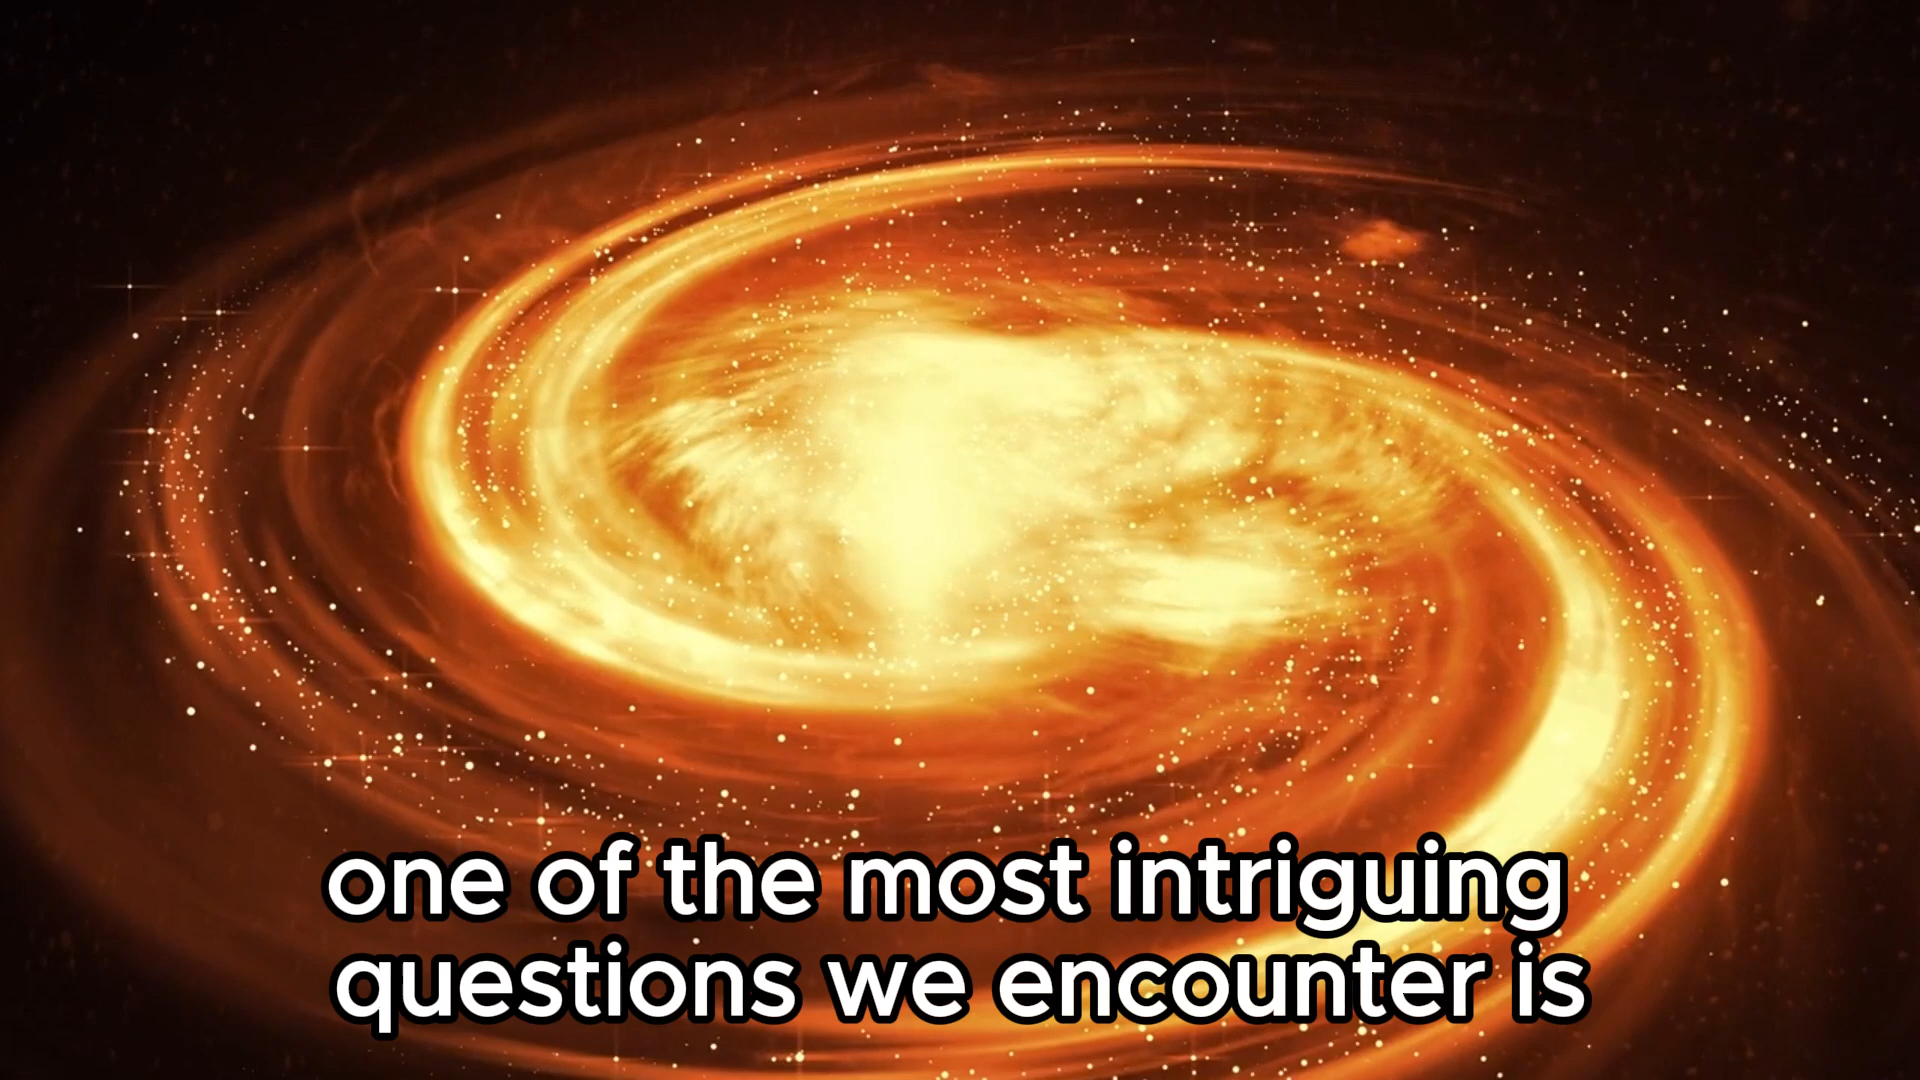 one of the most intriguing
questions we encounter is